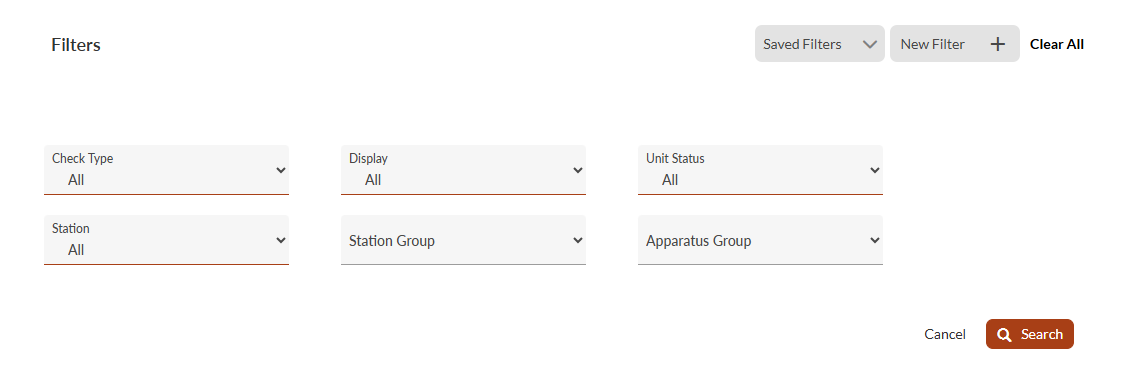 Filters
Saved Filters
New Filter
Clear All
Check Type
All
Display
All
Unit Status
All
Station
All
Station Group
Apparatus Group
Cancel
Search